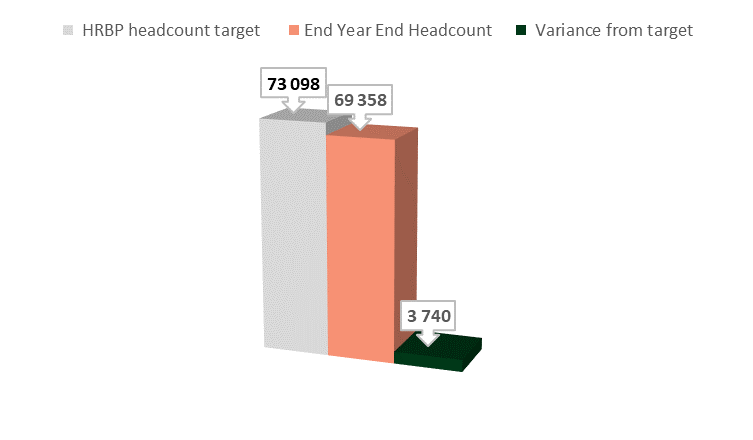 HRBP headcount target End Year End Headcount Variance from target
73 098
69 358
3 740